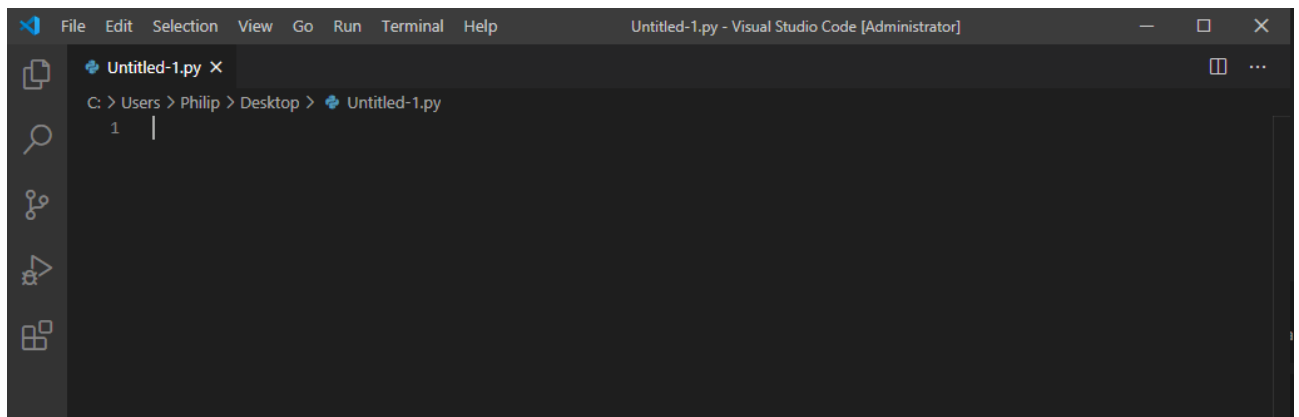 File Edit Selection View Go Run Terminal Help Untitled-1.py - Visual Studio Code [Administrator]
Untitled-1.py
C: > Users > Philip > Desktop > Untitled-1.py
1